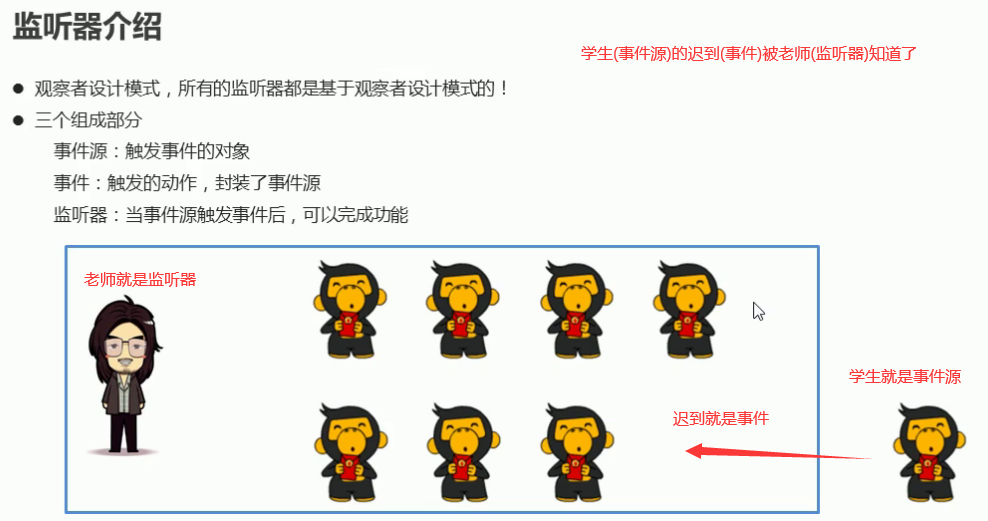 监听器介绍
学生(事件源)的迟到(事件)被老师(监听器)知道了
● 观察者设计模式，所有的监听器都是基于观察者设计模式的！
● 三个组成部分
事件源：触发事件的对象
事件：触发的动作，封装了事件源
监听器：当事件源触发事件后，可以完成功能
老师就是监听器
学生就是事件源
迟到就是事件